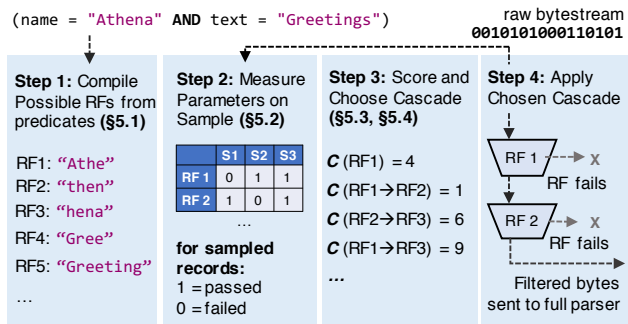 (name = "Athena" AND text = "Greetings")
raw bytestream
00101010001110101
Step 1: Compile
Possible RFs from
predicates (§5.1)
RF1: “Athe”
RF2: “then”
RF3: “hena”
RF4: “Gree”
RF5: “Greeting”
…
Step 2: Measure
Parameters on
Sample (§5.2)
S1 S2 S3
RF 1 0 1 1
RF 2 1 0 1
…
for sampled
records:
1 = passed
0 = failed
Step 3: Score and
Choose Cascade
(§5.3, §5.4)
C (RF1) = 4
C (RF1→RF2) = 1
C (RF2→RF3) = 6
C (RF1→RF3) = 9
…
Step 4: Apply
Chosen Cascade
RF 1
X
RF fails
RF 2
X
RF fails
Filtered bytes
sent to full parser